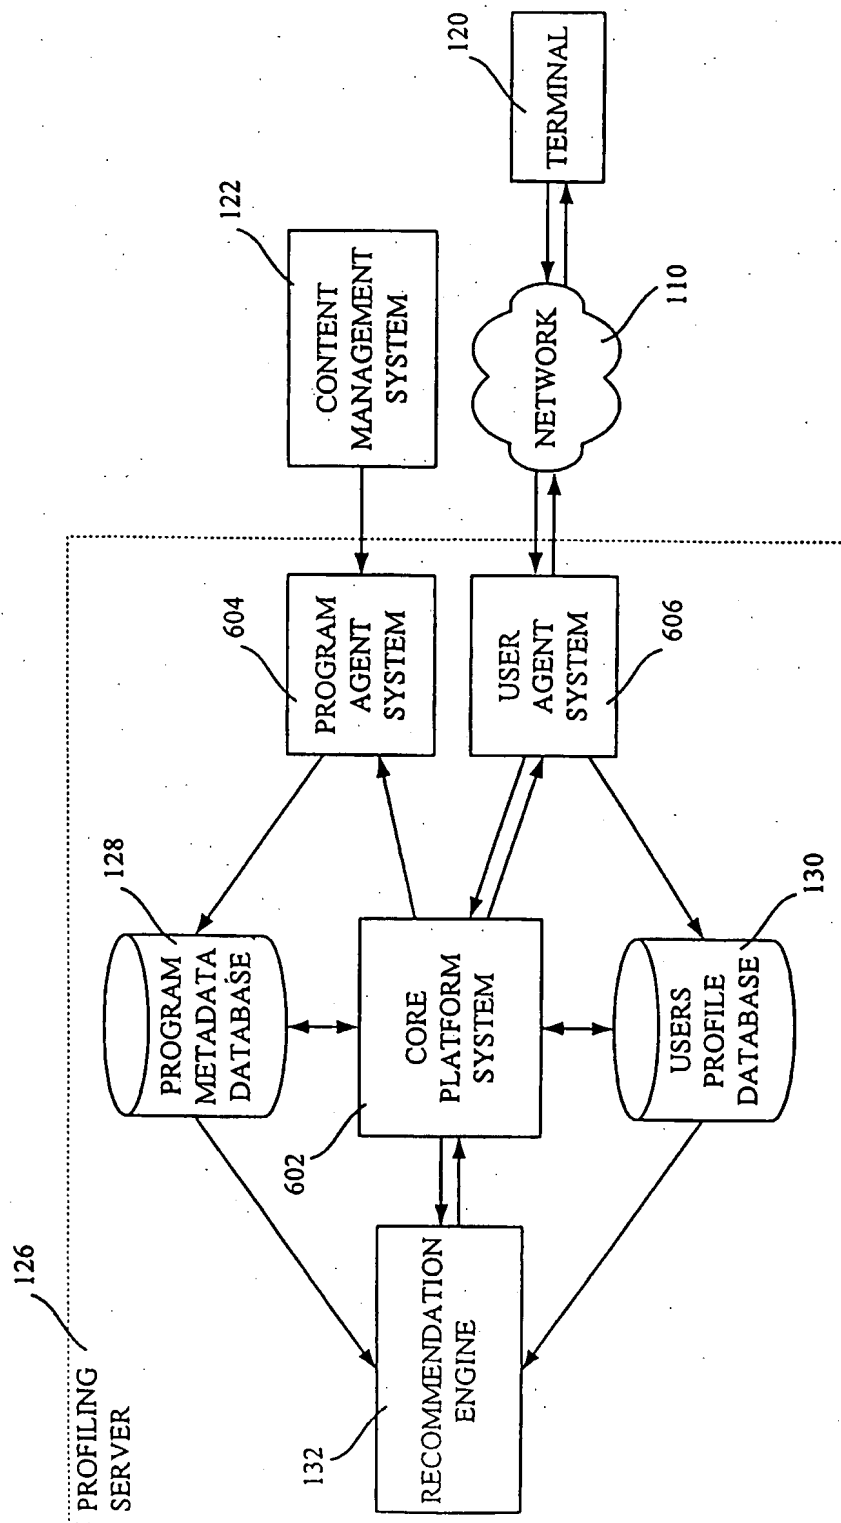 PROFILING
SERVER
126
132
RECOMMENDATION
ENGINE
128
PROGRAM
METADATA
DATABASE
602
CORE
PLATFORM
SYSTEM
130
USERS
PROFILE
DATABASE
604
PROGRAM
AGENT
SYSTEM
606
USER
AGENT
SYSTEM
122
CONTENT
MANAGEMENT
SYSTEM
110
NETWORK
120
TERMINAL